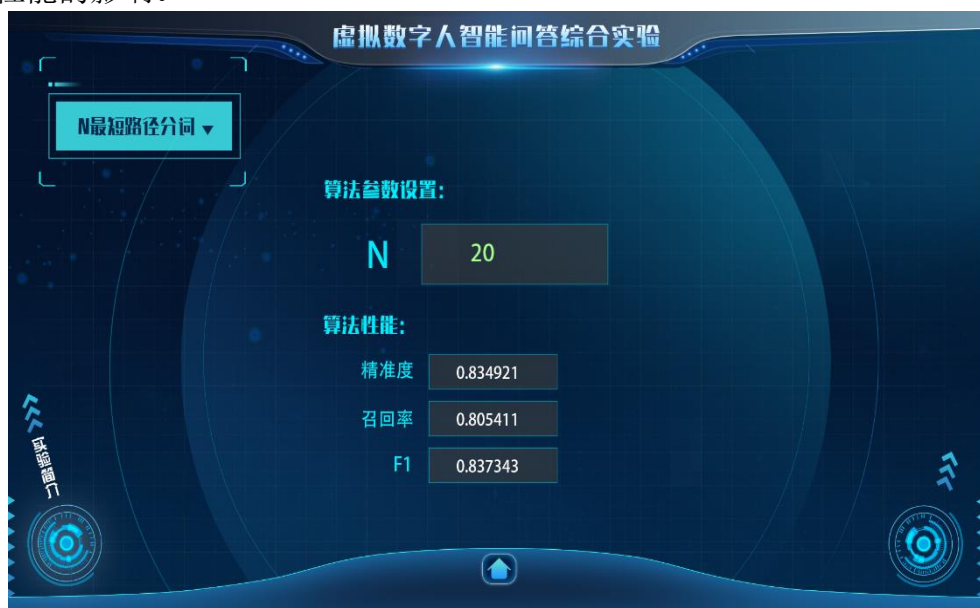 虚拟数字人智能问答综合实验
N最短路径分词
算法参数设置：
N 20
算法性能：
精准度 0.834921
召回率 0.805411
F1 0.837343
实验简介